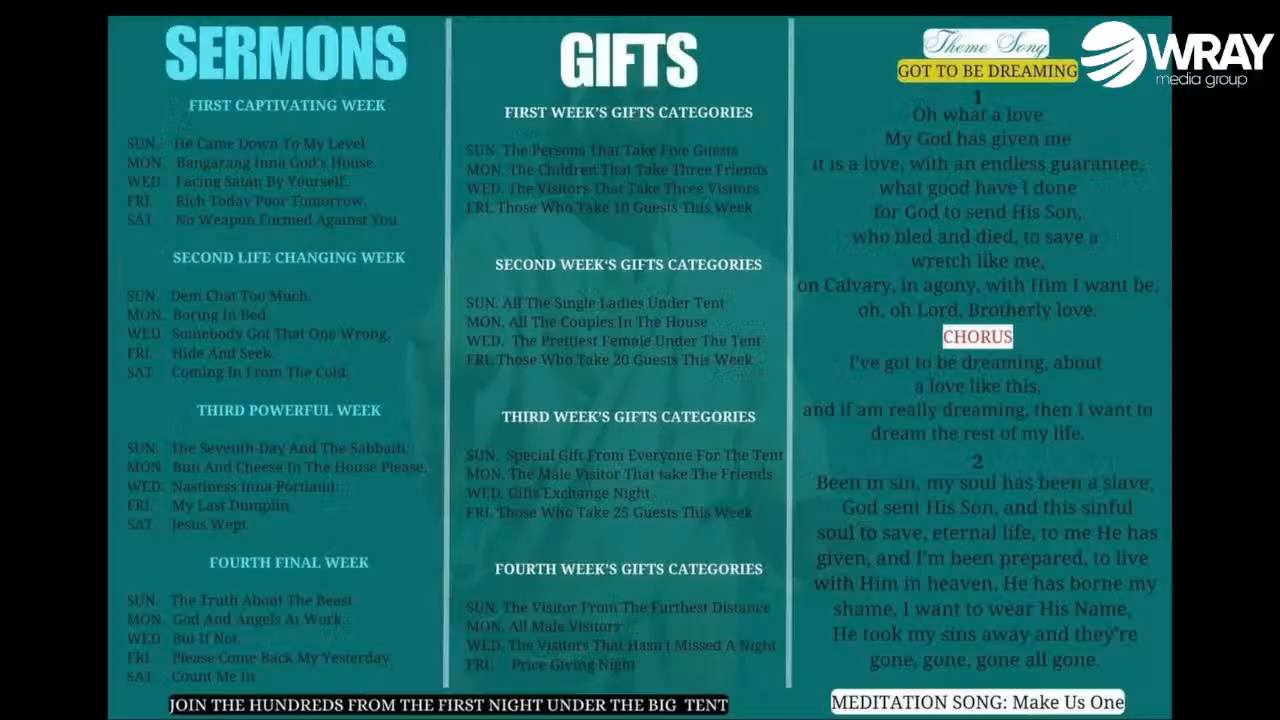 SERMONS
FIRST CAPTIVATING WEEK
SUN. He Came Down To My Level
MON. Bangarang Inna God's House.
WED. Facing Satan By Yourself.
FRI. Rich Today Poor Tomorrow.
SAT. No Weapon Formed Against You.
SECOND LIFE CHANGING WEEK
SUN. Dem Chat Too Much.
MON. Boring In Bed.
WED. Somebody Got That One Wrong.
FRI. Hide And Seek.
SAT. Coming In From The Cold.
THIRD POWERFUL WEEK
SUN. The Seventh-Day And The Sabbath.
MON. Bun And Cheese In The House Please.
WED. Nastiness Inna Portland.
FRI. My Last Dumplin
SAT. Jesus Wept.
FOURTH FINAL WEEK
SUN. The Truth About The Beast
MON. God And Angels At Work.
WED. But If Not.
FRI. Please Come Back My Yesterday
SAT. Count Me In
GIFTS
FIRST WEEK'S GIFTS CATEGORIES
SUN. The Persons That Take Five Guests
MON. The Children That Take Three Friends
WED. The Visitors That Take Three Visitors
FRI. Those Who Take 10 Guests This Week
SECOND WEEK'S GIFTS CATEGORIES
SUN. All The Single Ladies Under Tent
MON. All The Couples In The House
WED. The Prettiest Female Under The Tent
FRI. Those Who Take 20 Guests This Week
THIRD WEEK'S GIFTS CATEGORIES
SUN. Special Gift From Everyone For The Tent
MON. The Male Visitor That take The Friends
WED. Gifts Exchange Night
FRI. Those Who Take 25 Guests This Week
FOURTH WEEK'S GIFTS CATEGORIES
SUN. The Visitor From The Furthest Distance
MON. All Male Visitors
WED. The Visitors That Hasn't Missed A Night
FRI. Price Giving Night
JOIN THE HUNDREDS FROM THE FIRST NIGHT UNDER THE BIG TENT
Theme Song
GOT TO BE DREAMING
1
Oh what a love
My God has given me
it is a love, with an endless guarantee,
what good have I done
for God to send His Son,
who bled and died, to save a
wretch like me,
on Calvary, in agony, with Him I want be,
oh, oh Lord, Brotherly love.
CHORUS
I've got to be dreaming, about
a love like this,
and if am really dreaming, then I want to
dream the rest of my life.
2
Been in sin, my soul has been a slave,
God sent His Son, and this sinful
soul to save, eternal life, to me He has
given, and I'm been prepared, to live
with Him in heaven, He has borne my
shame, I want to wear His Name,
He took my sins away and they're
gone, gone, gone all gone.
MEDITATION SONG: Make Us One
WRAY
media group